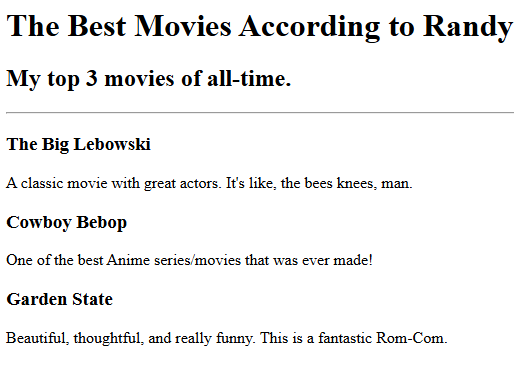 The Best Movies According to Randy
My top 3 movies of all-time.
The Big Lebowski
A classic movie with great actors. It's like, the bees knees, man.
Cowboy Bebop
One of the best Anime series/movies that was ever made!
Garden State
Beautiful, thoughtful, and really funny. This is a fantastic Rom-Com.